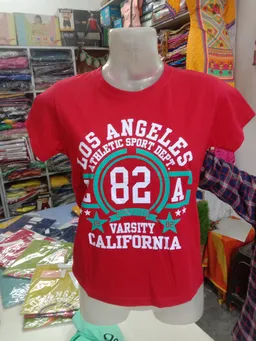 LOS ANGELES
ATHLETIC SPORT DEPT
L 82 A
VARSITY
CALIFORNIA